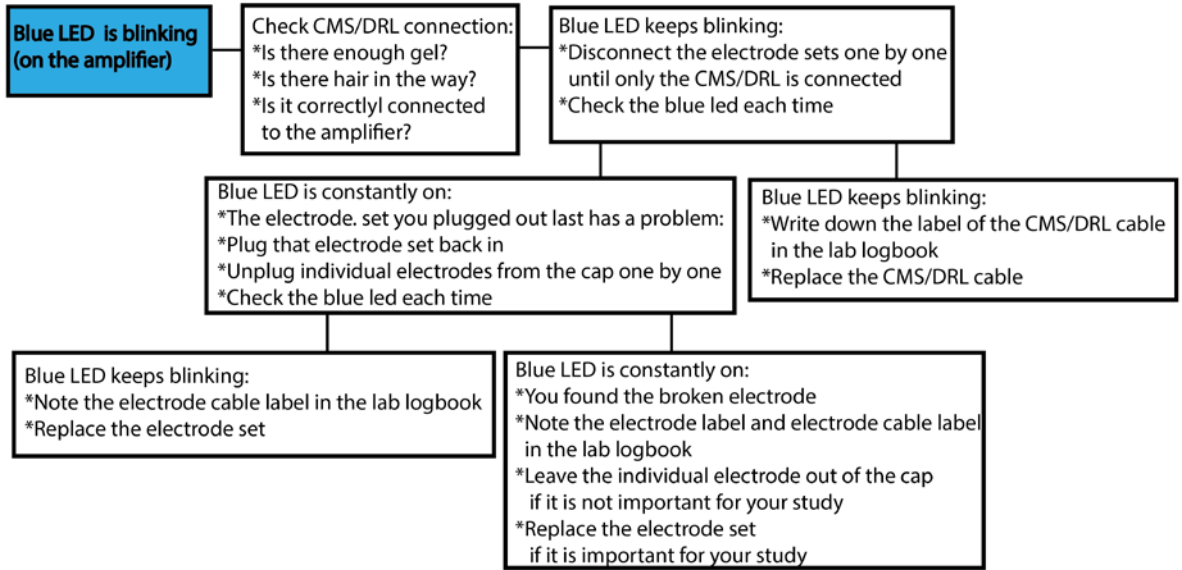 Blue LED is blinking
(on the amplifier)
Check CMS/DRL connection:
*Is there enough gel?
*Is there hair in the way?
*Is it correctlyl connected
to the amplifier?
Blue LED keeps blinking:
*Disconnect the electrode sets one by one
until only the CMS/DRL is connected
*Check the blue led each time
Blue LED is constantly on:
*The electrode. set you plugged out last has a problem:
*Plug that electrode set back in
*Unplug individual electrodes from the cap one by one
*Check the blue led each time
Blue LED keeps blinking:
*Write down the label of the CMS/DRL cable
in the lab logbook
*Replace the CMS/DRL cable
Blue LED keeps blinking:
*Note the electrode cable label in the lab logbook
*Replace the electrode set
Blue LED is constantly on:
*You found the broken electrode
*Note the electrode label and electrode cable label
in the lab logbook
*Leave the individual electrode out of the cap
if it is not important for your study
*Replace the electrode set
if it is important for your study